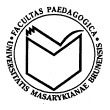 FACULTAS PAEDAGOGICA
UNIVERSITATIS MASARYKIANAE BRUNENSIS